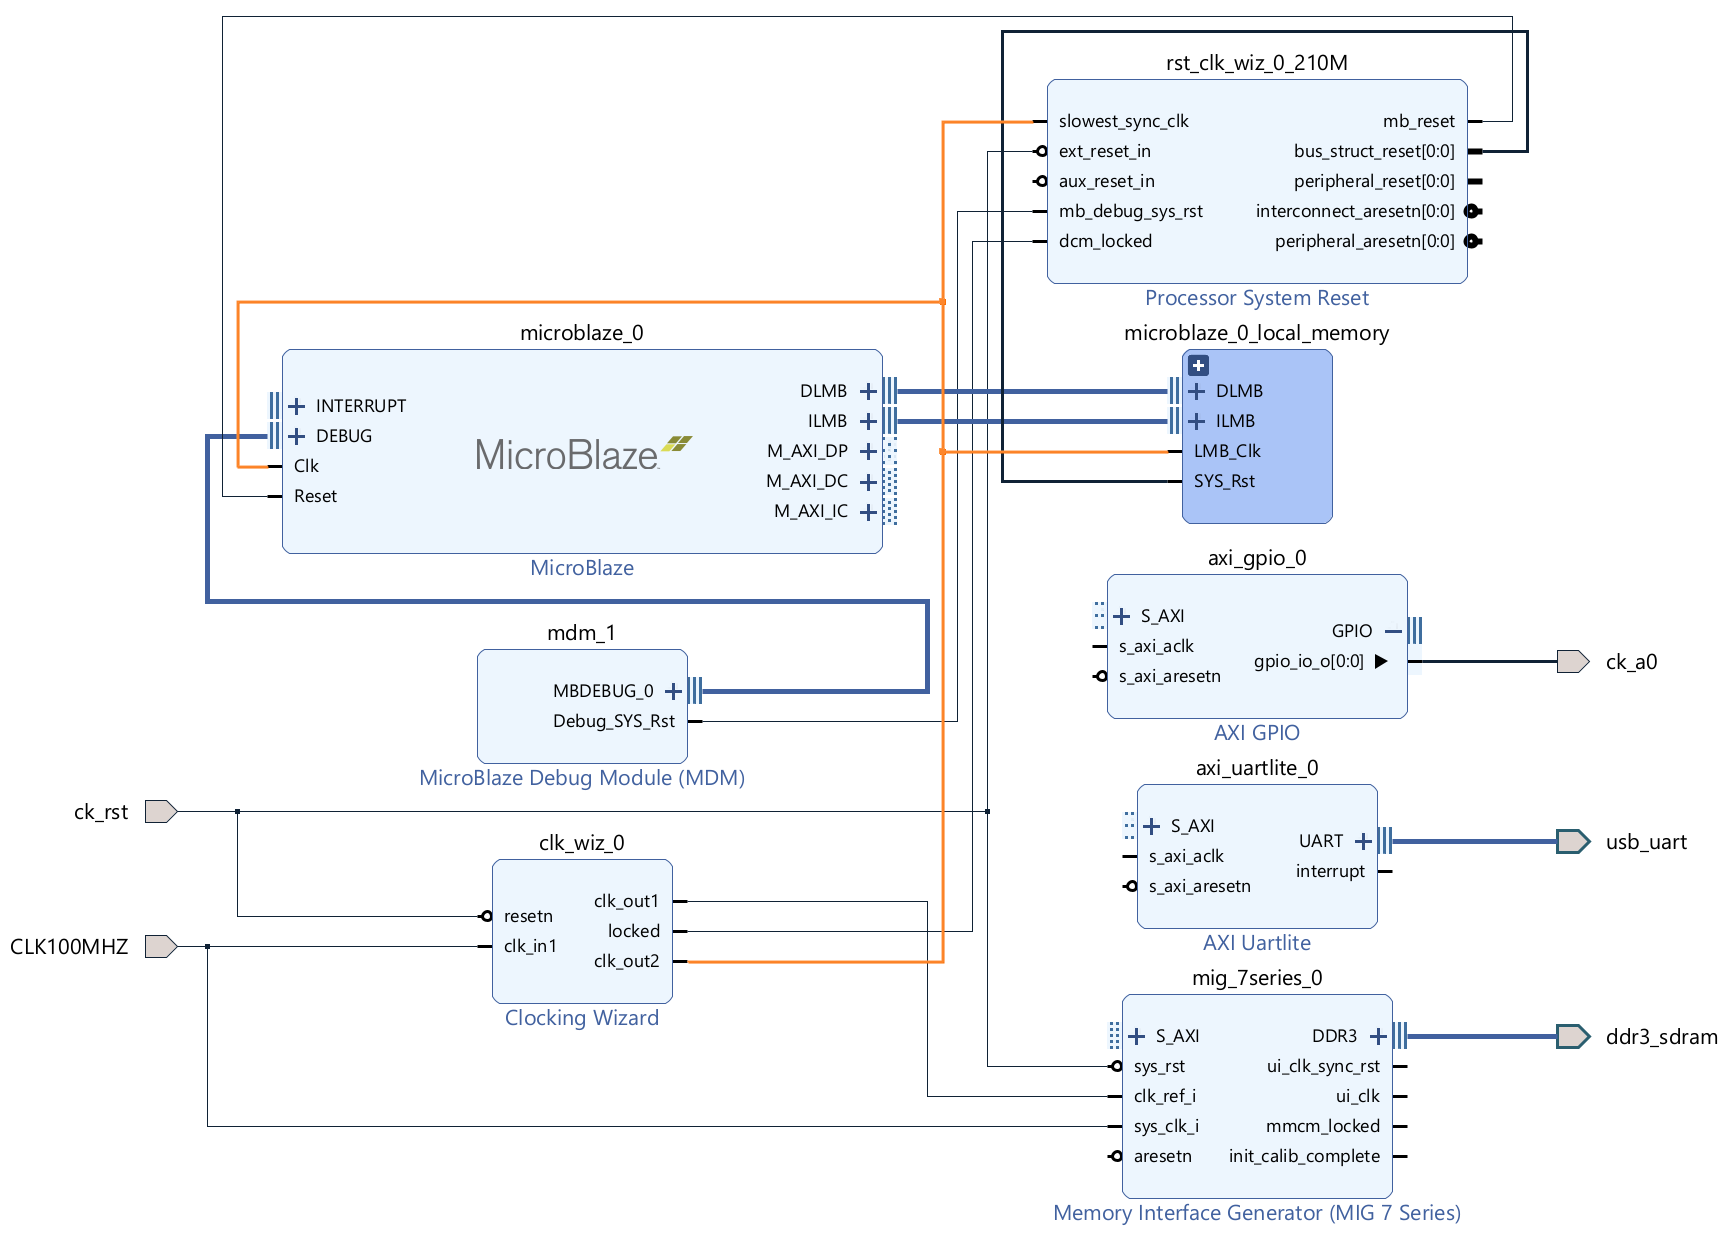 rst_clk_wiz_0_210M
slowest_sync_clk
ext_reset_in
aux_reset_in
mb_debug_sys_rst
dcm_locked
mb_reset
bus_struct_reset[0:0]
peripheral_reset[0:0]
interconnect_aresetn[0:0]
peripheral_aresetn[0:0]
Processor System Reset
microblaze_0
INTERRUPT
DEBUG
Clk
Reset
MicroBlaze
DLMB
ILMB
M_AXI_DP
M_AXI_DC
M_AXI_IC
MicroBlaze
microblaze_0_local_memory
DLMB
ILMB
LMB_Clk
SYS_Rst
axi_gpio_0
S_AXI
s_axi_aclk
s_axi_aresetn
GPIO
gpio_io_o[0:0]
AXI GPIO
ck_a0
mdm_1
MBDEBUG_0
Debug_SYS_Rst
MicroBlaze Debug Module (MDM)
axi_uartlite_0
S_AXI
s_axi_aclk
s_axi_aresetn
UART
interrupt
AXI Uartlite
usb_uart
ck_rst
CLK100MHZ
clk_wiz_0
resetn
clk_in1
clk_out1
locked
clk_out2
Clocking Wizard
mig_7series_0
S_AXI
sys_rst
clk_ref_i
sys_clk_i
aresetn
DDR3
ui_clk_sync_rst
ui_clk
mmcm_locked
init_calib_complete
Memory Interface Generator (MIG 7 Series)
ddr3_sdram